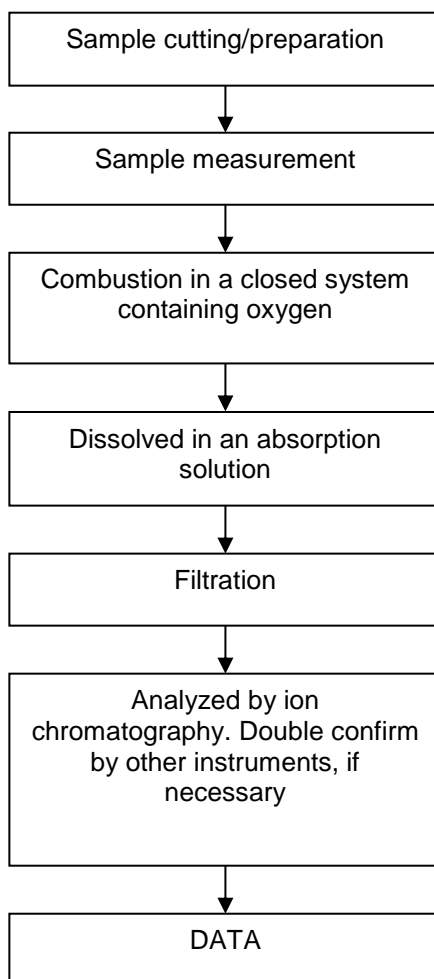 Sample cutting/preparation
Sample measurement
Combustion in a closed system
containing oxygen
Dissolved in an absorption
solution
Filtration
Analyzed by ion
chromatography. Double confirm
by other instruments, if
necessary
DATA